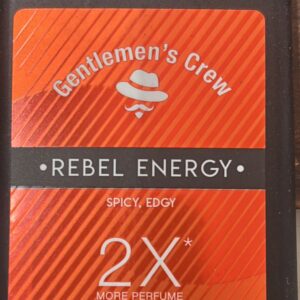 Gentlemen's Crew
•REBEL ENERGY•
SPICY, EDGY
2X*
MORE PERFUME